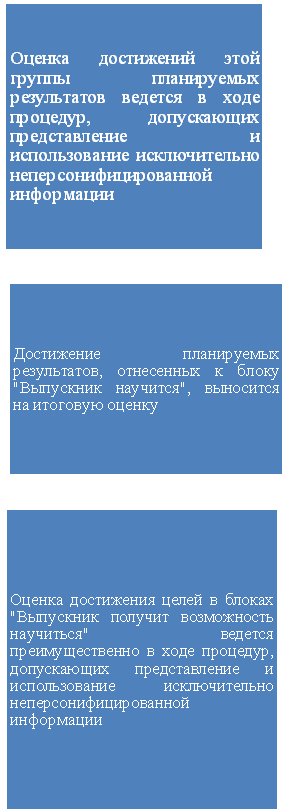 Оценка достижений этой
группы планируемых
результатов ведется в ходе
процедур, допускающих
представление и
использование исключительно
неперсонифицированной
информации
Достижение планируемых
результатов, отнесенных к блоку
"Выпускник научится", выносится
на итоговую оценку
Оценка достижения целей в блоках
"Выпускник получит возможность
научиться" ведется
преимущественно в ходе процедур,
допускающих представление и
использование исключительно
неперсонифицированной
информации